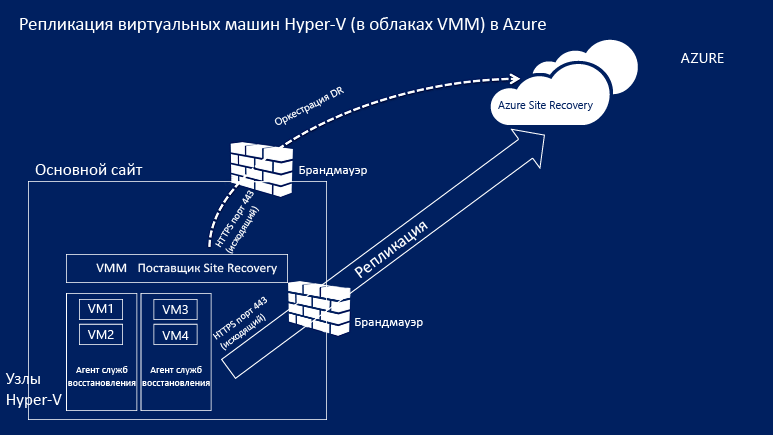 Репликация виртуальных машин Hyper-V (в облаках VMM) в Azure
AZURE
Azure Site Recovery
Оркестрация DR
Брандмауэр
Основной сайт
HTTPS порт 443
(исходящий)
VMM Поставщик Site Recovery
Репликация
VM1
VM2
VM3
VM4
HTTPS порт 443
(исходящий)
Брандмауэр
Агент служб
восстановления
Агент служб
восстановления
Узлы
Hyper-V